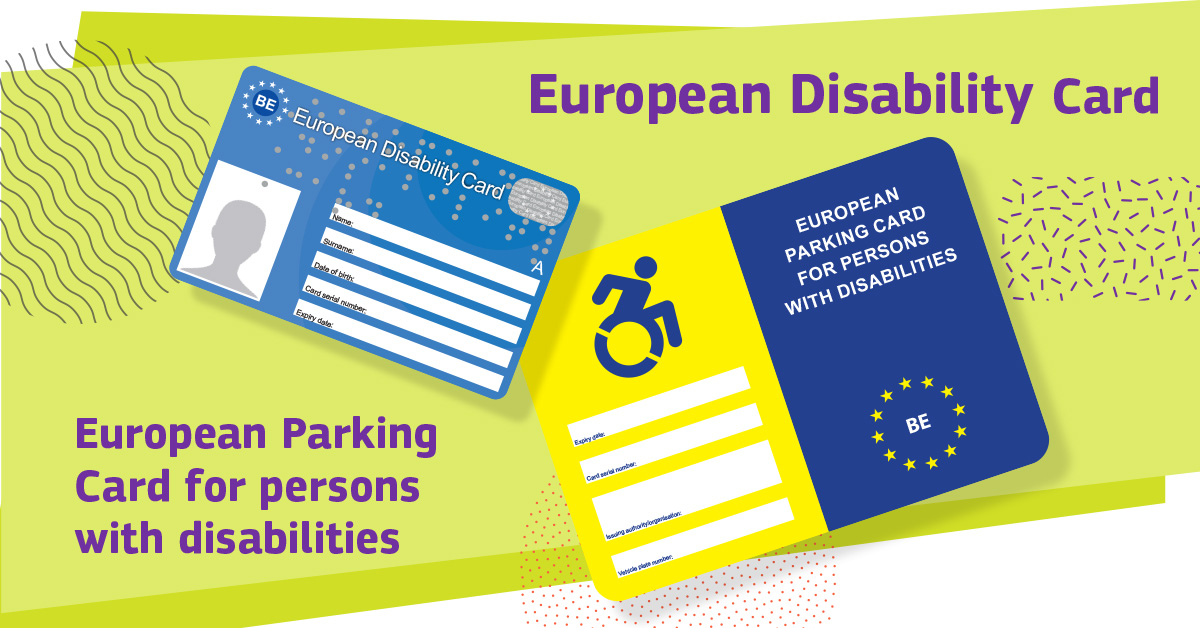 European Disability Card
BE
European Disability Card
A
Name:
Surname:
Date of birth:
Card serial number:
Expiry date:
EUROPEAN
PARKING CARD
FOR PERSONS
WITH DISABILITIES
BE
Expiry date:
Card serial number:
Issuing authority/organisation:
Vehicle plate number:
European Parking
Card for persons
with disabilities